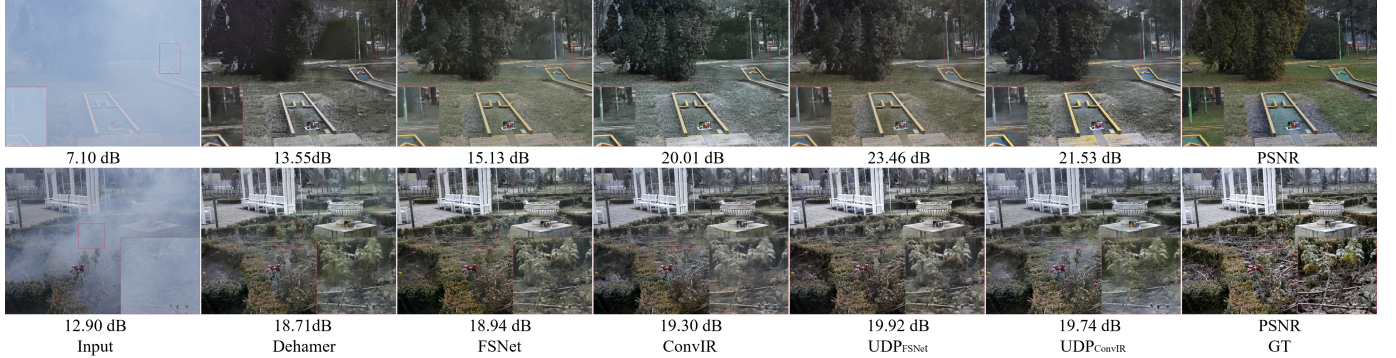 7.10 dB 13.55dB 15.13 dB 20.01 dB 23.46 dB 21.53 dB PSNR
12.90 dB 18.71dB 18.94 dB 19.30 dB 19.92 dB 19.74 dB PSNR
Input Dehamer FSNet ConvIR UDPFSNet UDPConvIR GT